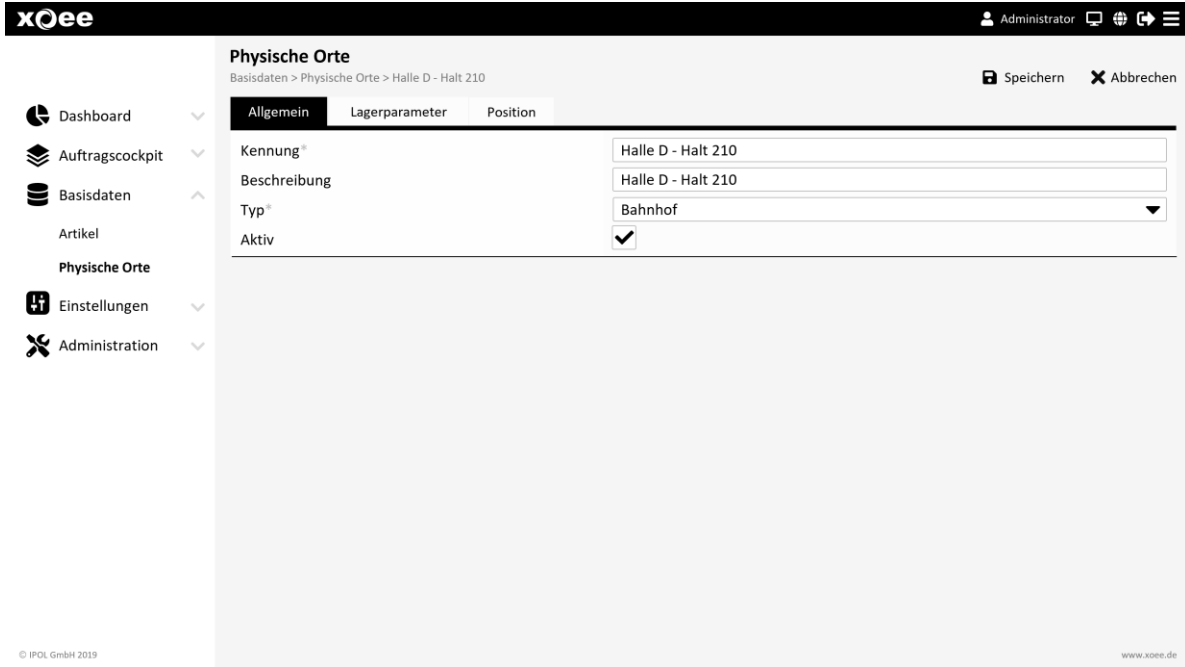 xOee
Administrator
Physische Orte
Basisdaten > Physische Orte > Halle D - Halt 210
Speichern Abbrechen
Dashboard
Auftragscockpit
Basisdaten
Artikel
Physische Orte
Einstellungen
Administration
Allgemein Lagerparameter Position
Kennung* Halle D - Halt 210
Beschreibung Halle D - Halt 210
Typ* Bahnhof
Aktiv
© IPOL GmbH 2019
www.xoee.de